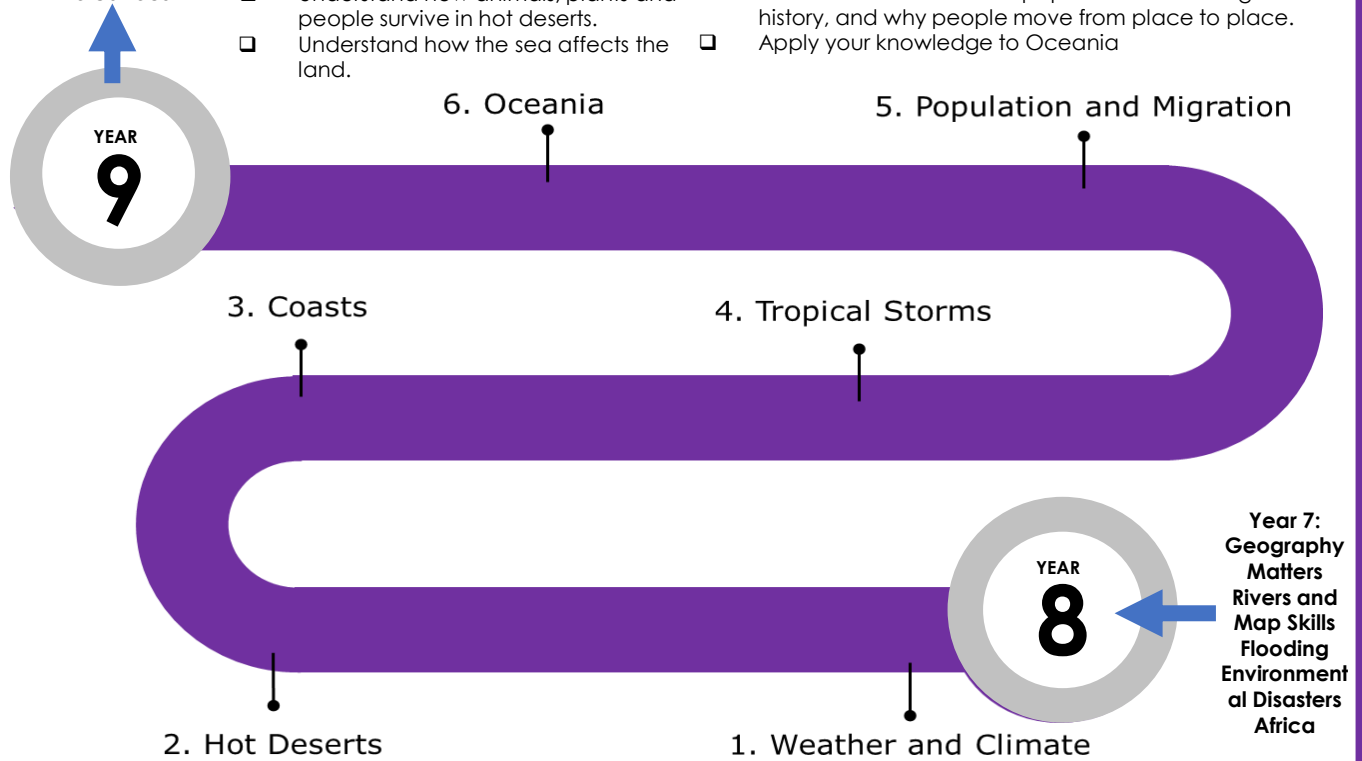 people survive in hot deserts.
❑ Understand how the sea affects the
land.
history, and why people move from place to place.
❑ Apply your knowledge to Oceania
6. Oceania
5. Population and Migration
YEAR
9
3. Coasts
4. Tropical Storms
Year 7:
Geography
Matters
Rivers and
Map Skills
Flooding
Environment
al Disasters
Africa
YEAR
8
2. Hot Deserts
1. Weather and Climate